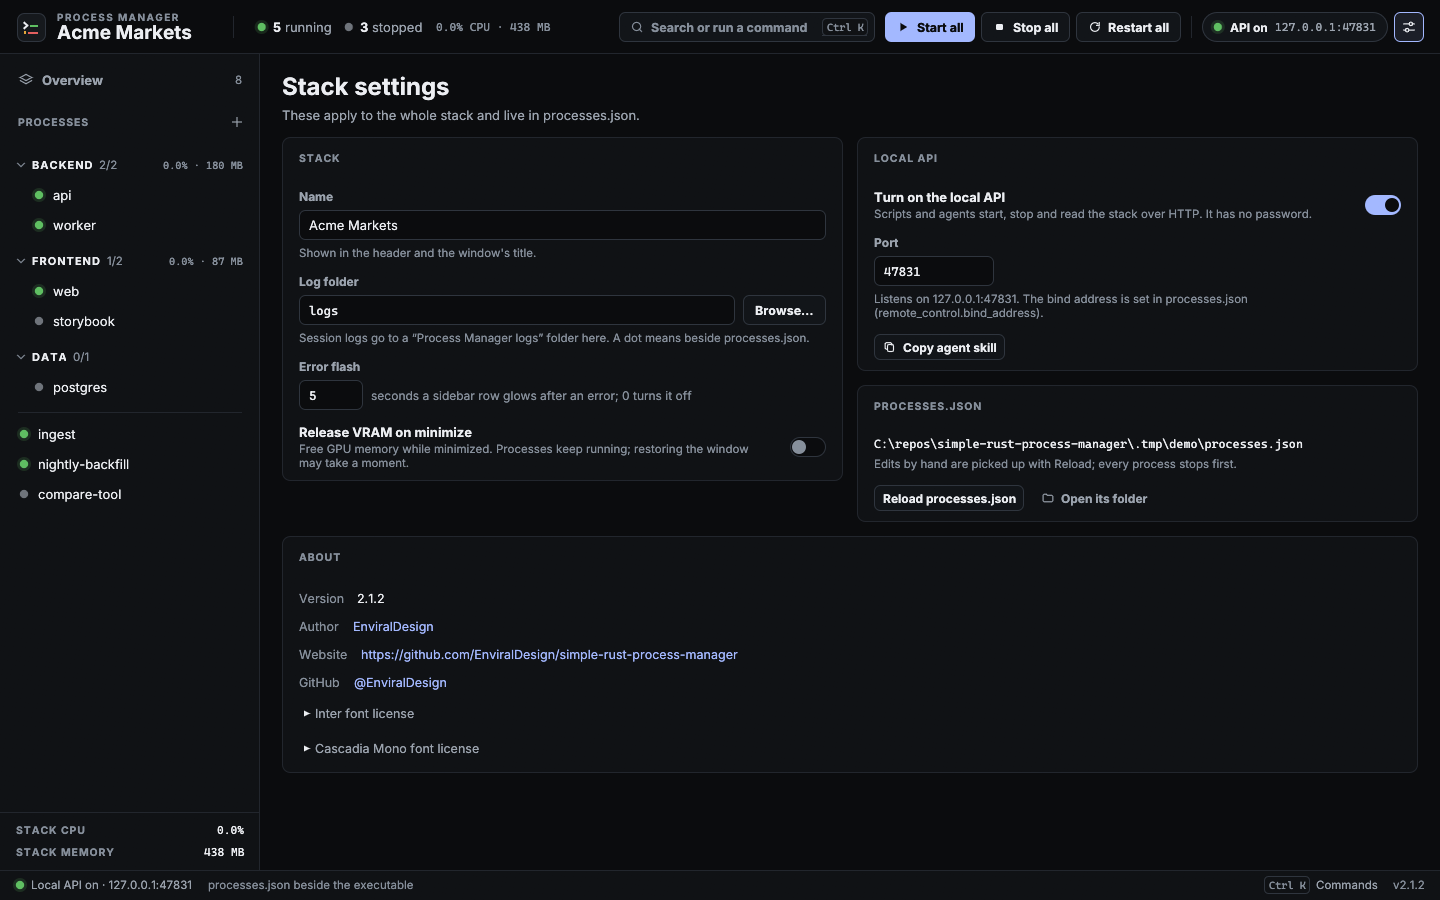 PROCESS MANAGER
Acme Markets
5 running
3 stopped
0.0% CPU · 438 MB
Search or run a command
Ctrl K
Start all
Stop all
Restart all
API on 127.0.0.1:47831
Overview
8
PROCESSES
BACKEND 2/2
0.0% · 180 MB
api
worker
FRONTEND 1/2
0.0% · 87 MB
web
storybook
DATA 0/1
postgres
ingest
nightly-backfill
compare-tool
STACK CPU
0.0%
STACK MEMORY
438 MB
Stack settings
These apply to the whole stack and live in processes.json.
STACK
Name
Acme Markets
Shown in the header and the window's title.
Log folder
logs
Browse...
Session logs go to a “Process Manager logs” folder here. A dot means beside processes.json.
Error flash
5
seconds a sidebar row glows after an error; 0 turns it off
Release VRAM on minimize
Free GPU memory while minimized. Processes keep running; restoring the window
may take a moment.
LOCAL API
Turn on the local API
Scripts and agents start, stop and read the stack over HTTP. It has no password.
Port
47831
Listens on 127.0.0.1:47831. The bind address is set in processes.json
(remote_control.bind_address).
Copy agent skill
PROCESSES.JSON
C:\repos\simple-rust-process-manager\.tmp\demo\processes.json
Edits by hand are picked up with Reload; every process stops first.
Reload processes.json
Open its folder
ABOUT
Version 2.1.2
Author EnviralDesign
Website https://github.com/EnviralDesign/simple-rust-process-manager
GitHub @EnviralDesign
Inter font license
Cascadia Mono font license
Local API on · 127.0.0.1:47831
processes.json beside the executable
Ctrl K
Commands
v2.1.2